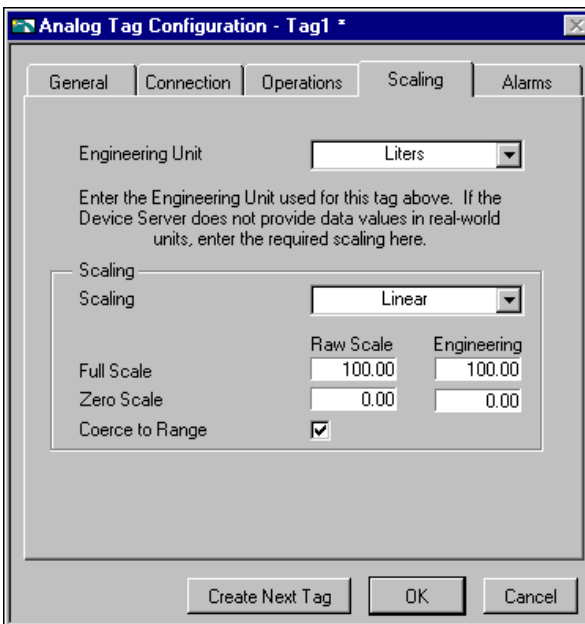 Analog Tag Configuration - Tag1 *
General Connection Operations Scaling Alarms
Engineering Unit Liters
Enter the Engineering Unit used for this tag above. If the
Device Server does not provide data values in real-world
units, enter the required scaling here.
Scaling
Scaling Linear
Raw Scale Engineering
Full Scale 100.00 100.00
Zero Scale 0.00 0.00
Coerce to Range
Create Next Tag OK Cancel